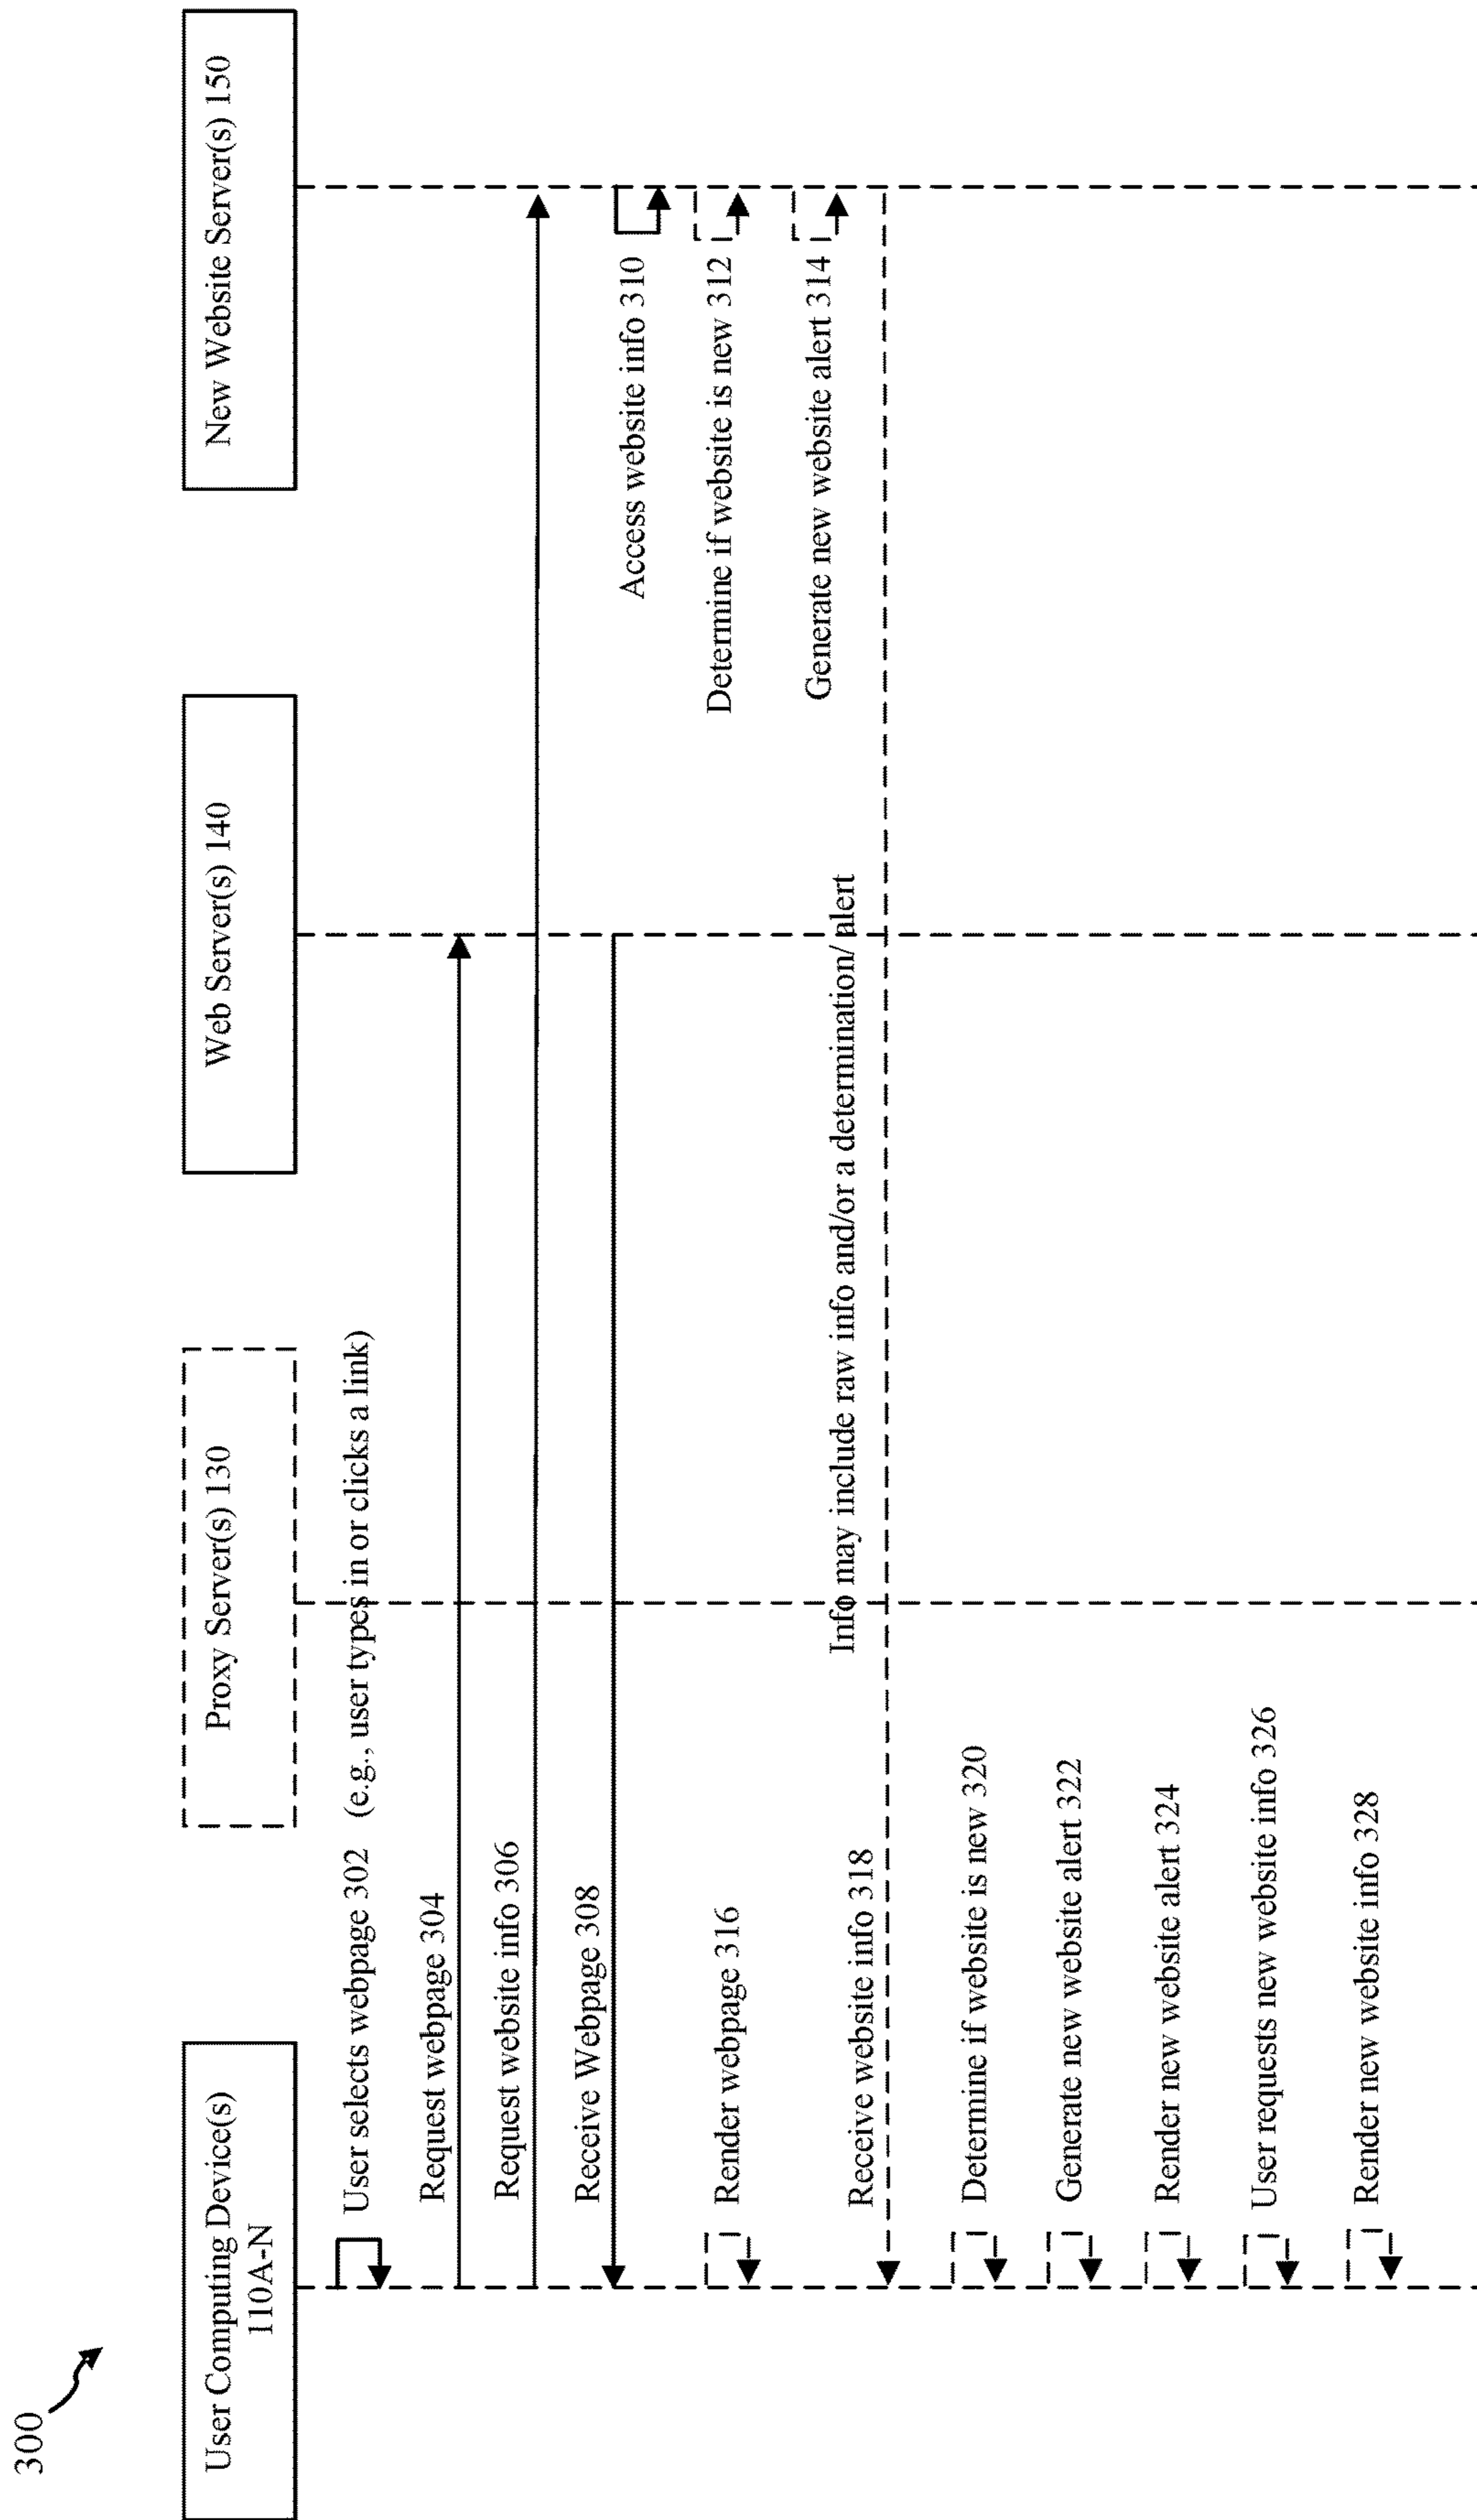 300
User Computing Device(s)
110A-N
Proxy Server(s) 130
Web Server(s) 140
New Website Server(s) 150
User selects webpage 302 (e.g., user types in or clicks a link)
Request webpage 304
Request website info 306
Receive Webpage 308
Access website info 310
Determine if website is new 312
Render webpage 316
Generate new website alert 314
Info may include raw info and/or a determination/ alert
Receive website info 318
Determine if website is new 320
Generate new website alert 322
Render new website alert 324
User requests new website info 326
Render new website info 328